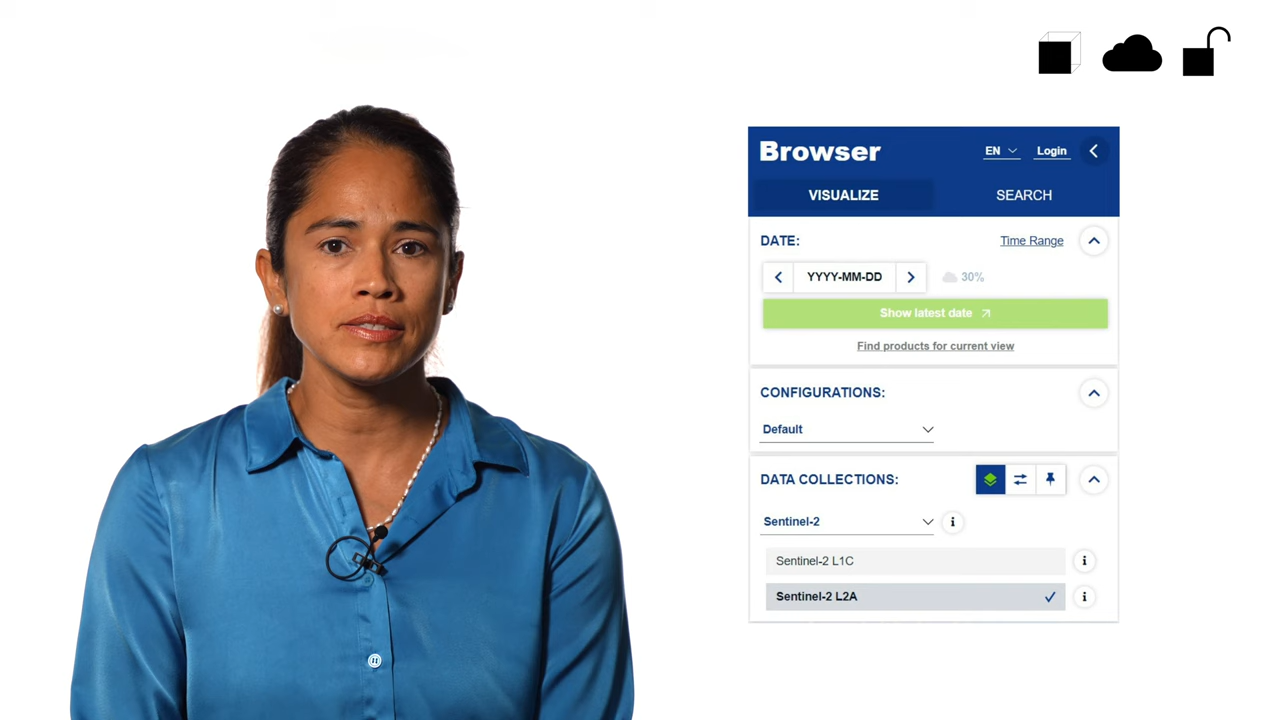 Browser
EN
Login
VISUALIZE
SEARCH
DATE:
Time Range
YYYY-MM-DD
30%
Show latest date
Find products for current view
CONFIGURATIONS:
Default
DATA COLLECTIONS:
Sentinel-2
Sentinel-2 L1C
Sentinel-2 L2A